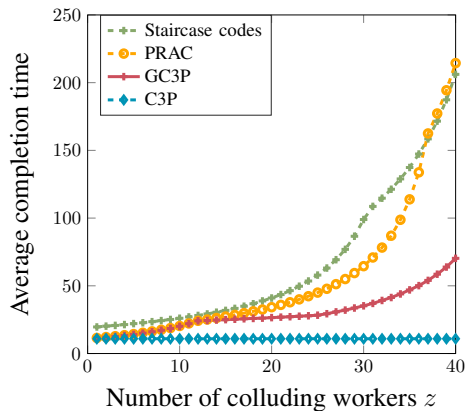 250
200
150
100
50
0
Average completion time
Staircase codes
PRAC
GC3P
C3P
0 10 20 30 40
Number of colluding workers z